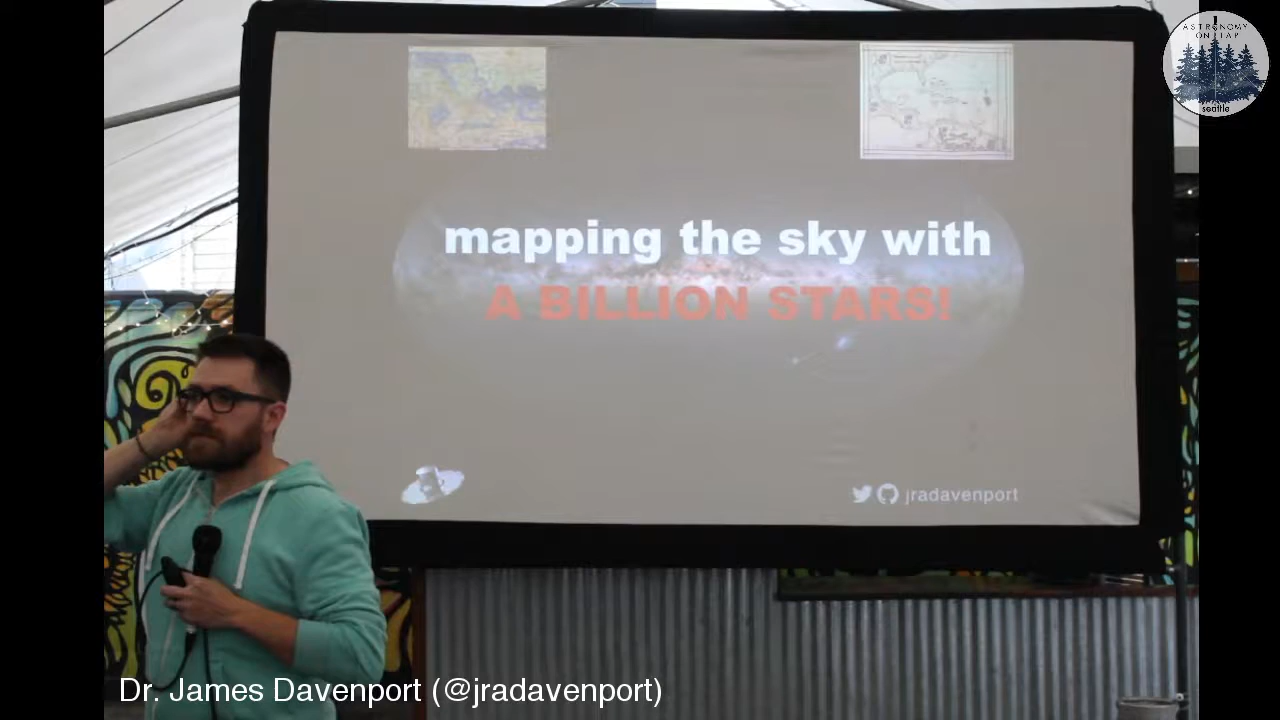 ASTRONOMY
ON TAP
seattle
mapping the sky with
A BILLION STARS!
jradavenport
Dr. James Davenport (@jradavenport)